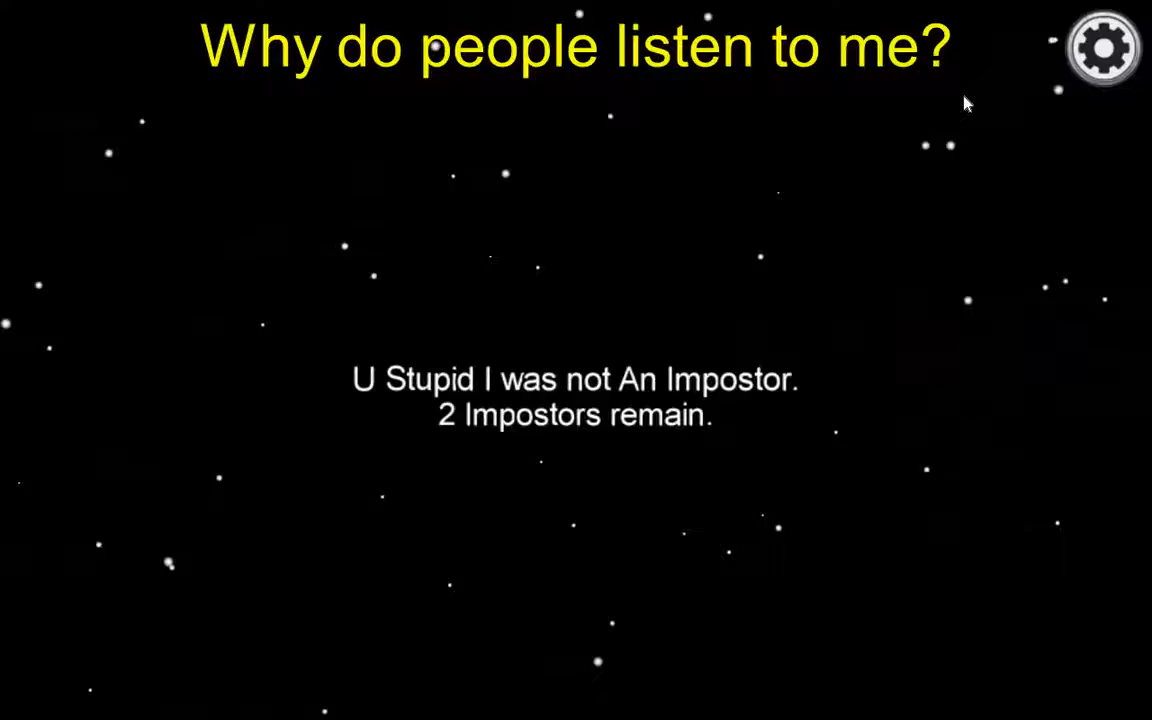 Why do people listen to me?
U Stupid I was not An Impostor.
2 Impostors remain.